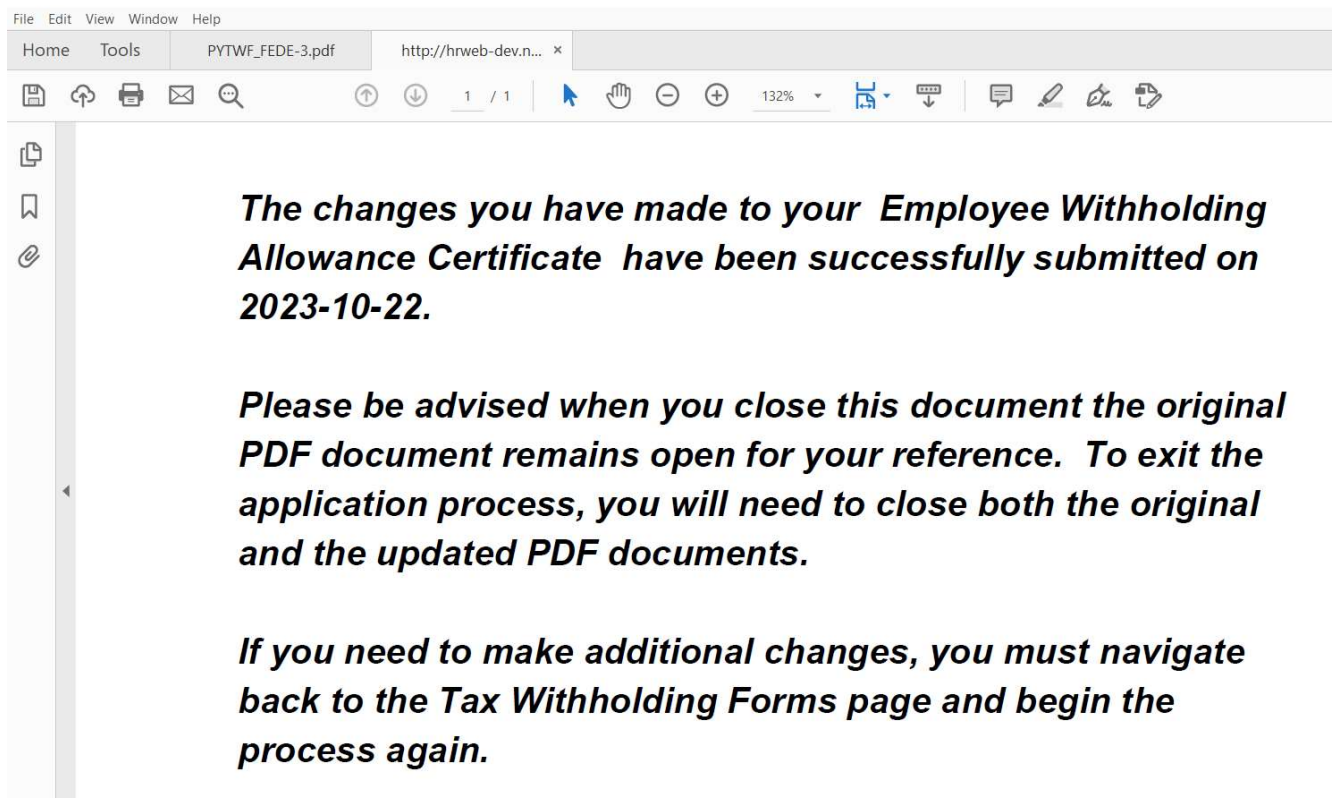 File Edit View Window Help
Home Tools PYTWF_FEDE-3.pdf http://hrweb-dev.n... ×
1 / 1 132%
The changes you have made to your  Employee Withholding
Allowance Certificate  have been successfully submitted on
2023-10-22.
Please be advised when you close this document the original
PDF document remains open for your reference.  To exit the
application process, you will need to close both the original
and the updated PDF documents.
If you need to make additional changes, you must navigate
back to the Tax Withholding Forms page and begin the
process again.